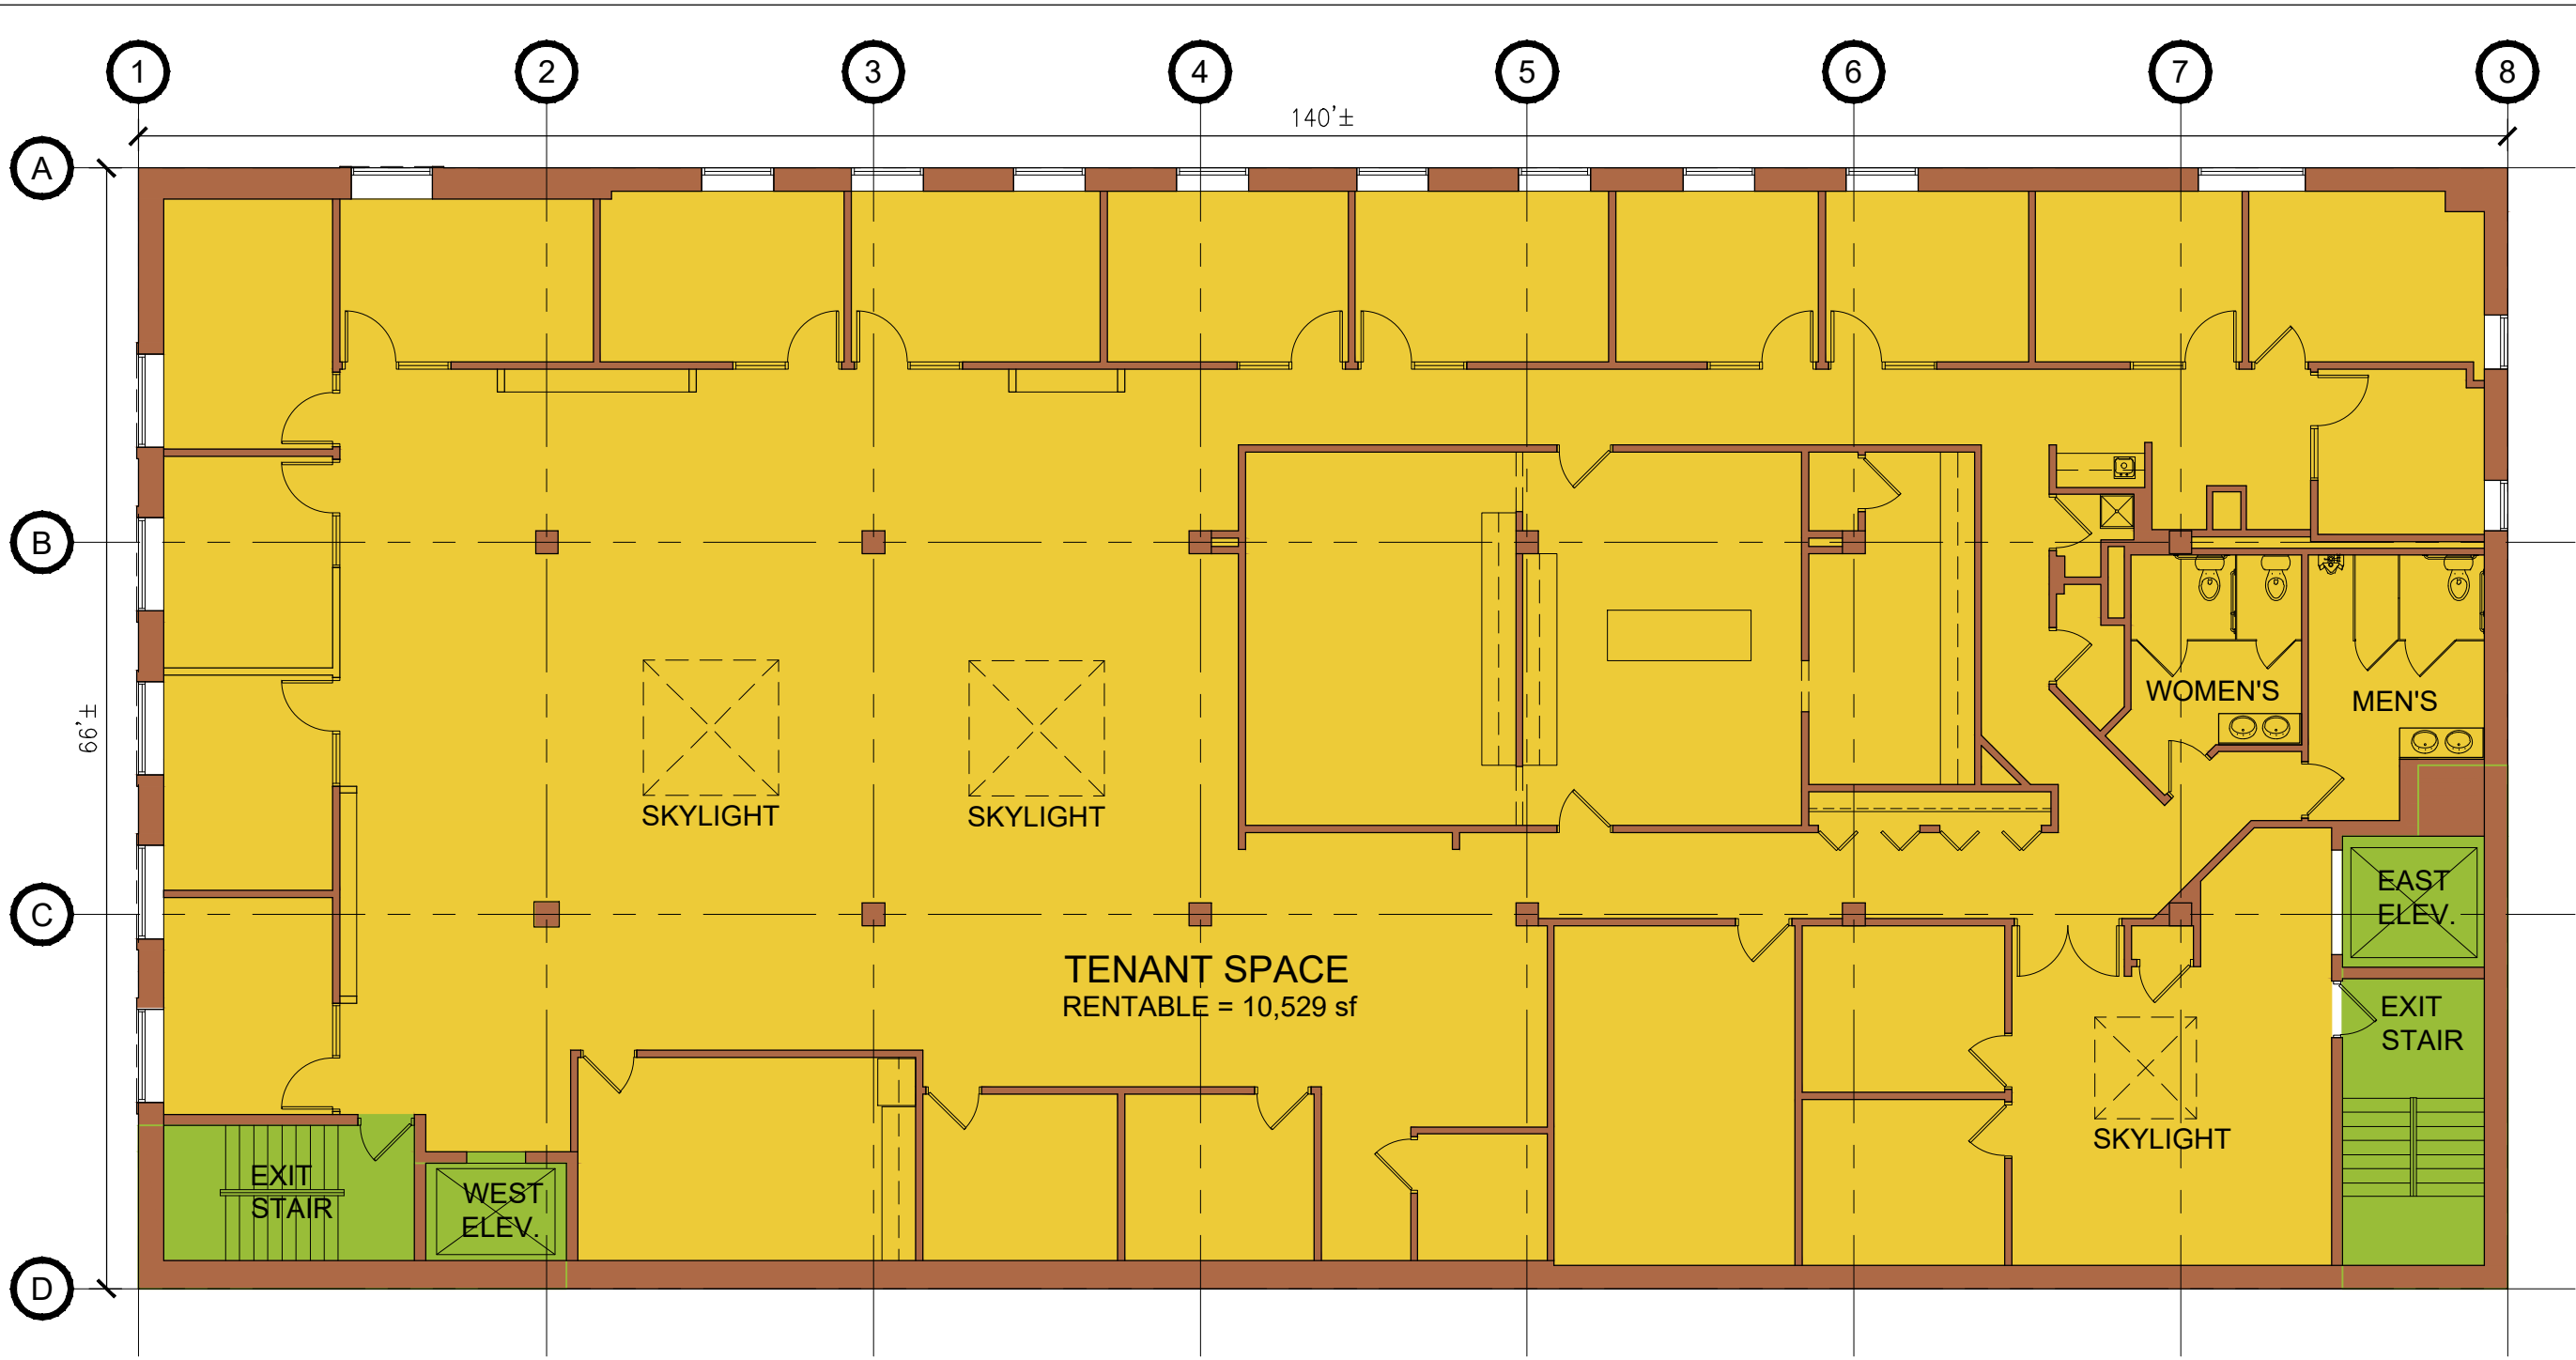 1 2 3 4 5 6 7 8
140'±
A
B
66'±
WOMEN'S
MEN'S
SKYLIGHT SKYLIGHT
EAST
ELEV.
C
TENANT SPACE
RENTABLE = 10,529 sf
EXIT
STAIR
SKYLIGHT
EXIT
STAIR
WEST
ELEV.
D